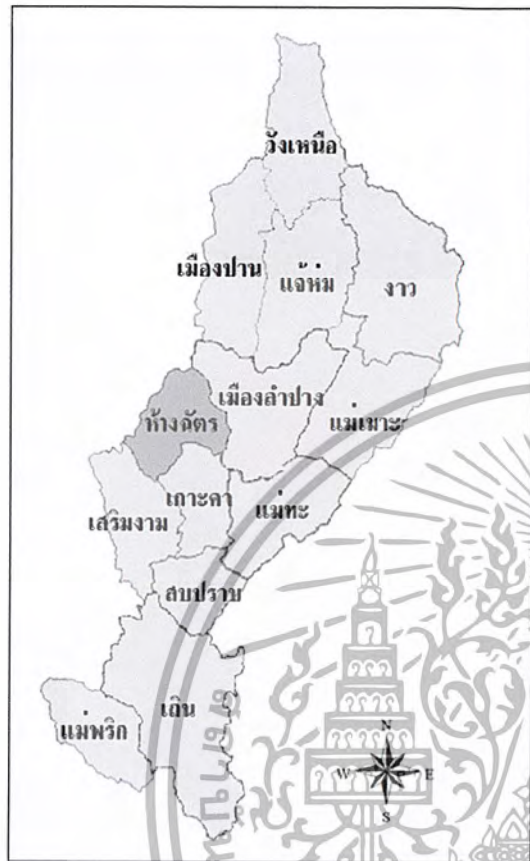 วังเหนือ
เมืองปาน
แจ้ห่ม
งาว
เมืองลำปาง
แม่เมาะ
ห้างฉัตร
เกาะคา
แม่ทะ
เสริมงาม
สบปราบ
เถิน
แม่พริก
N
W E
S